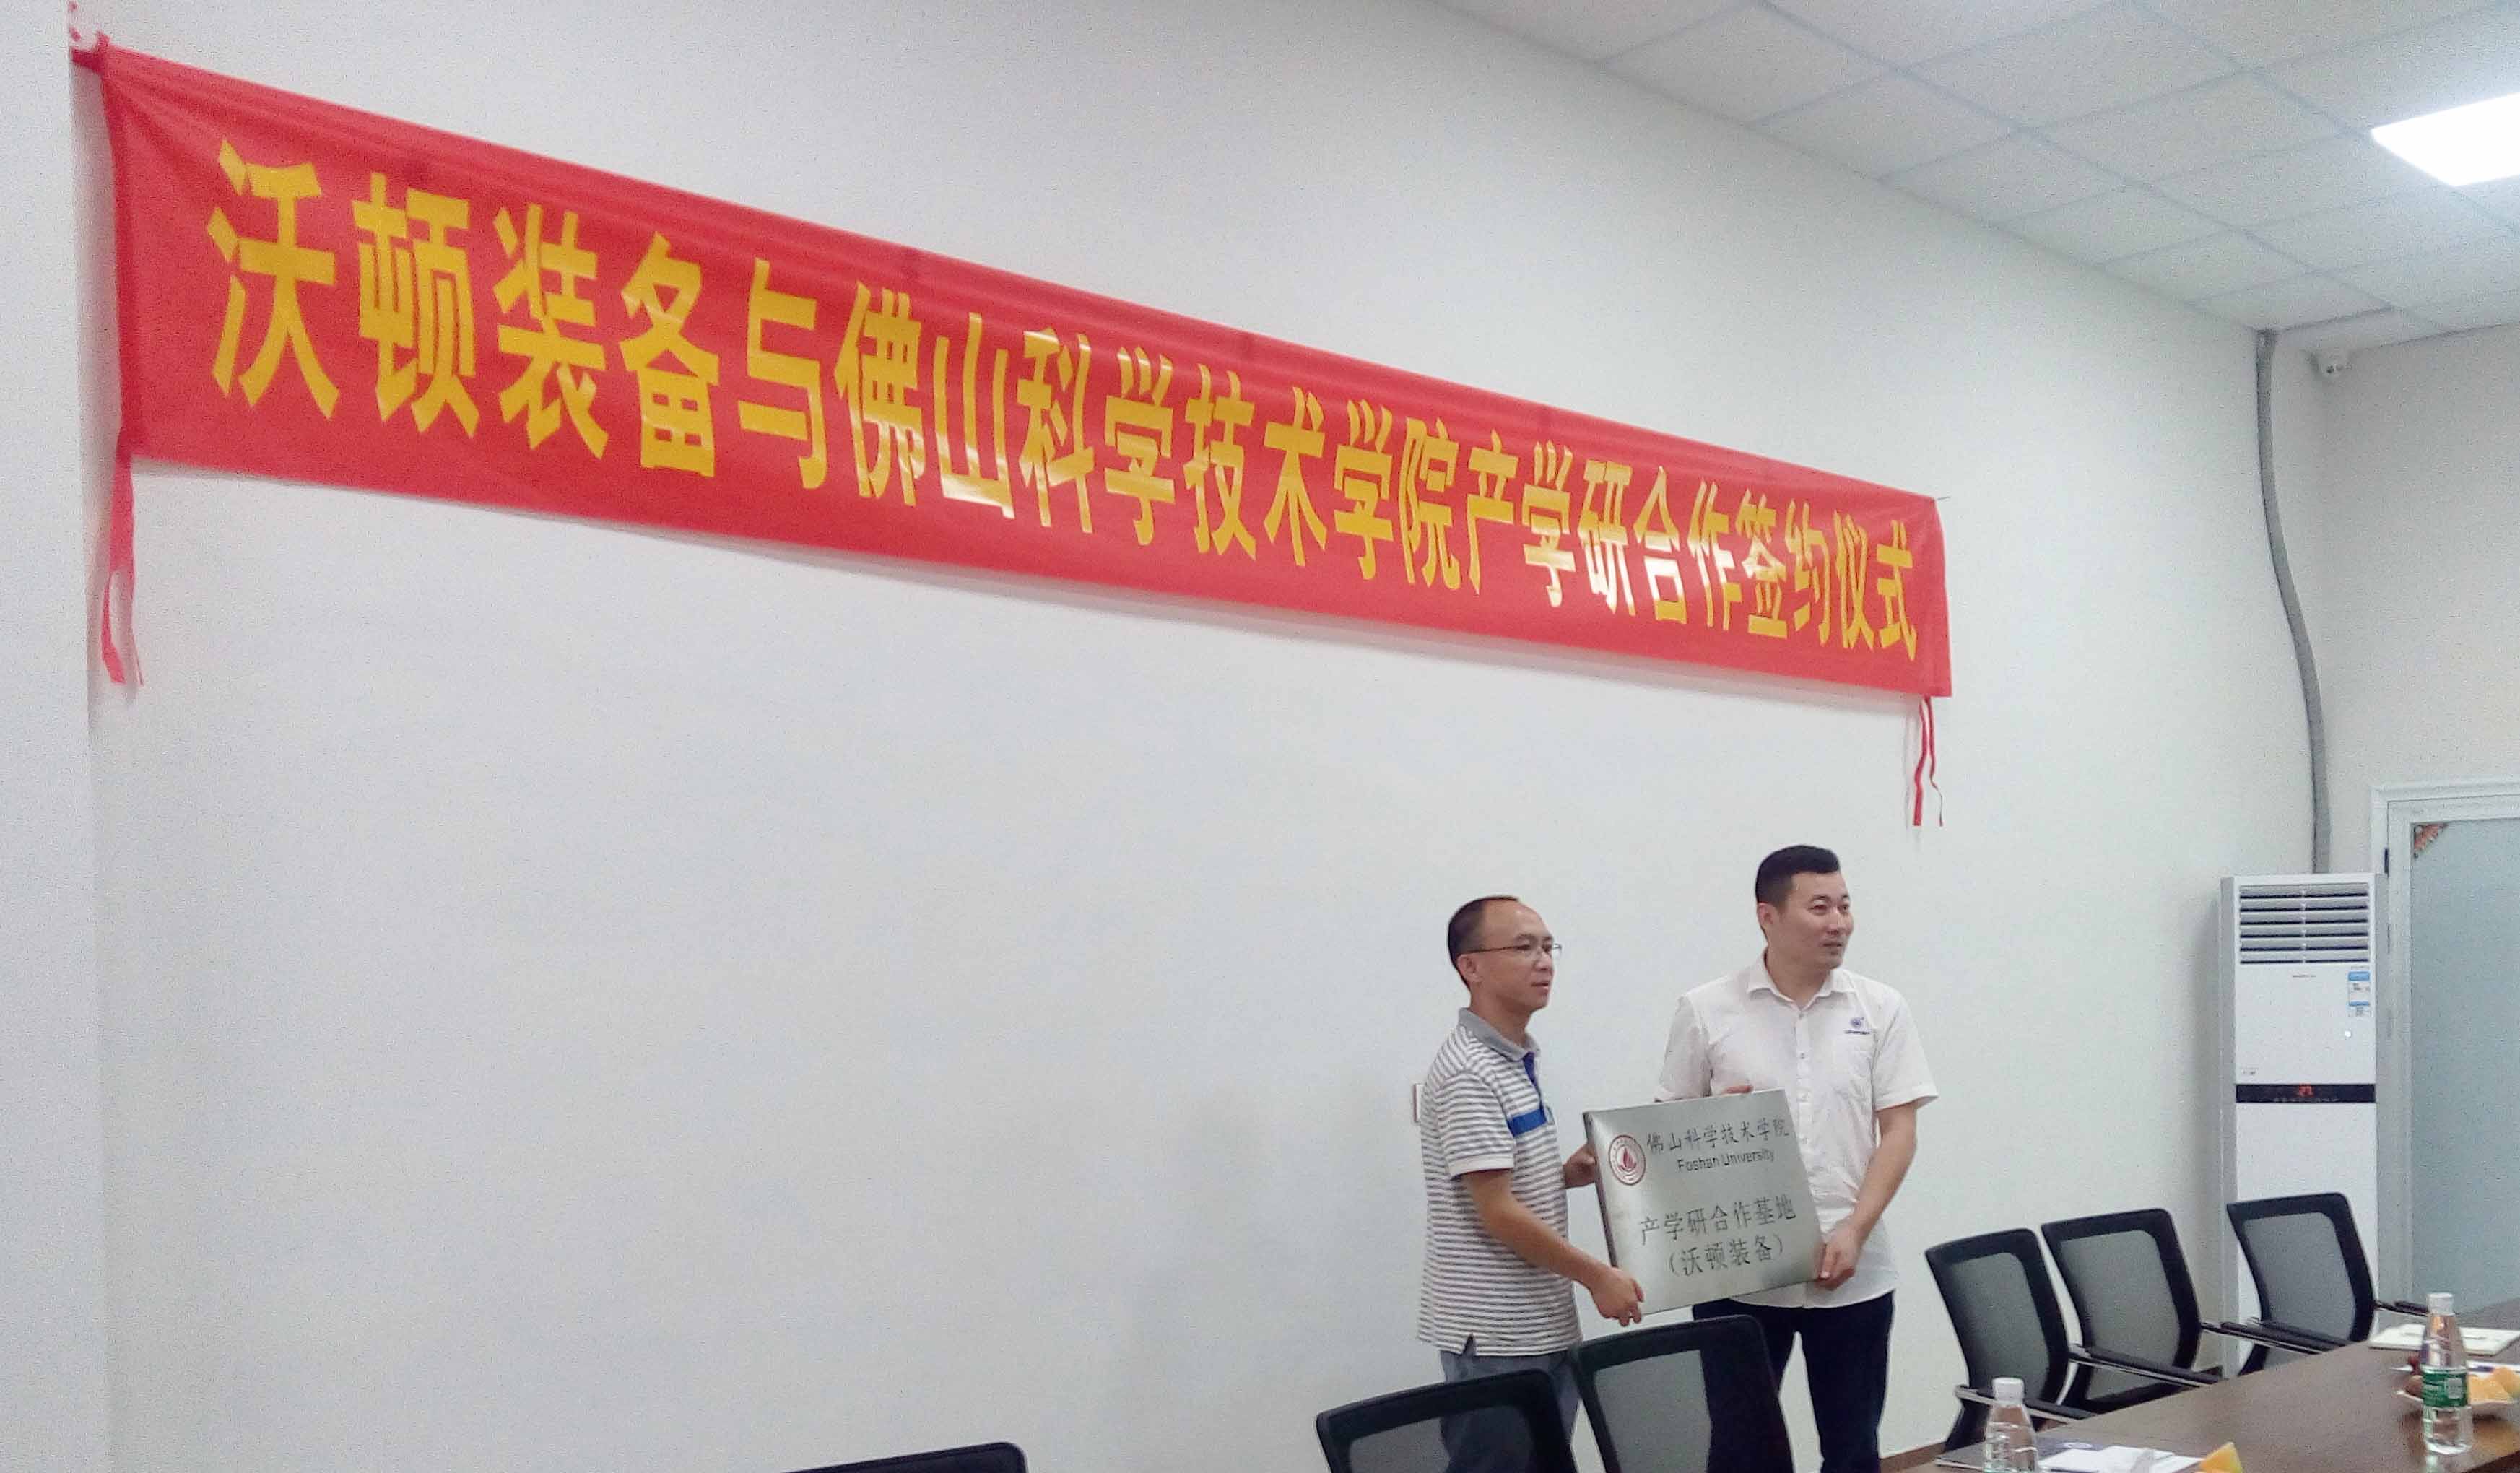 沃顿装备与佛山科学技术学院产学研合作签约仪式
佛山科学技术学院
Foshan University
产学研合作基地
（沃顿装备）